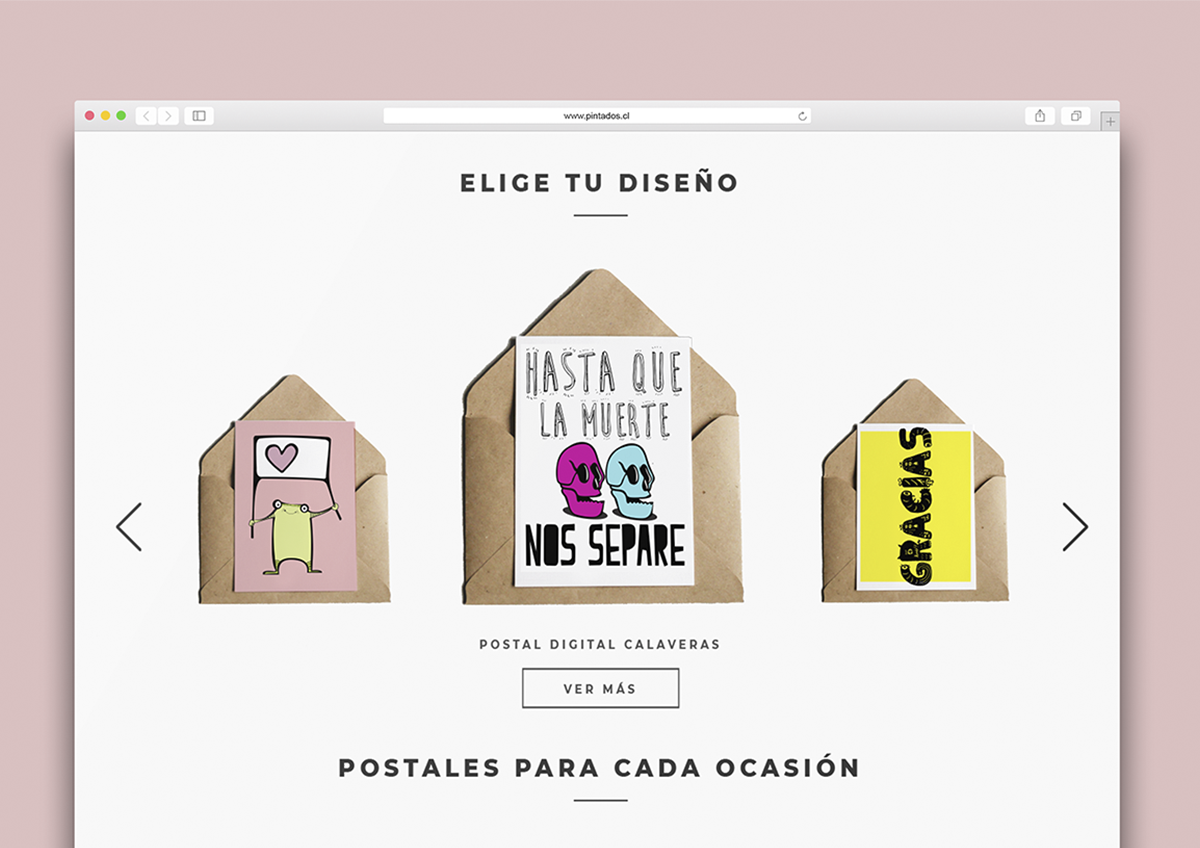 www.pintados.cl
ELIGE TU DISEÑO
HASTA QUE
LA MUERTE
NOS SEPARE
GRACIAS
POSTAL DIGITAL CALAVERAS
VER MÁS
POSTALES PARA CADA OCASIÓN